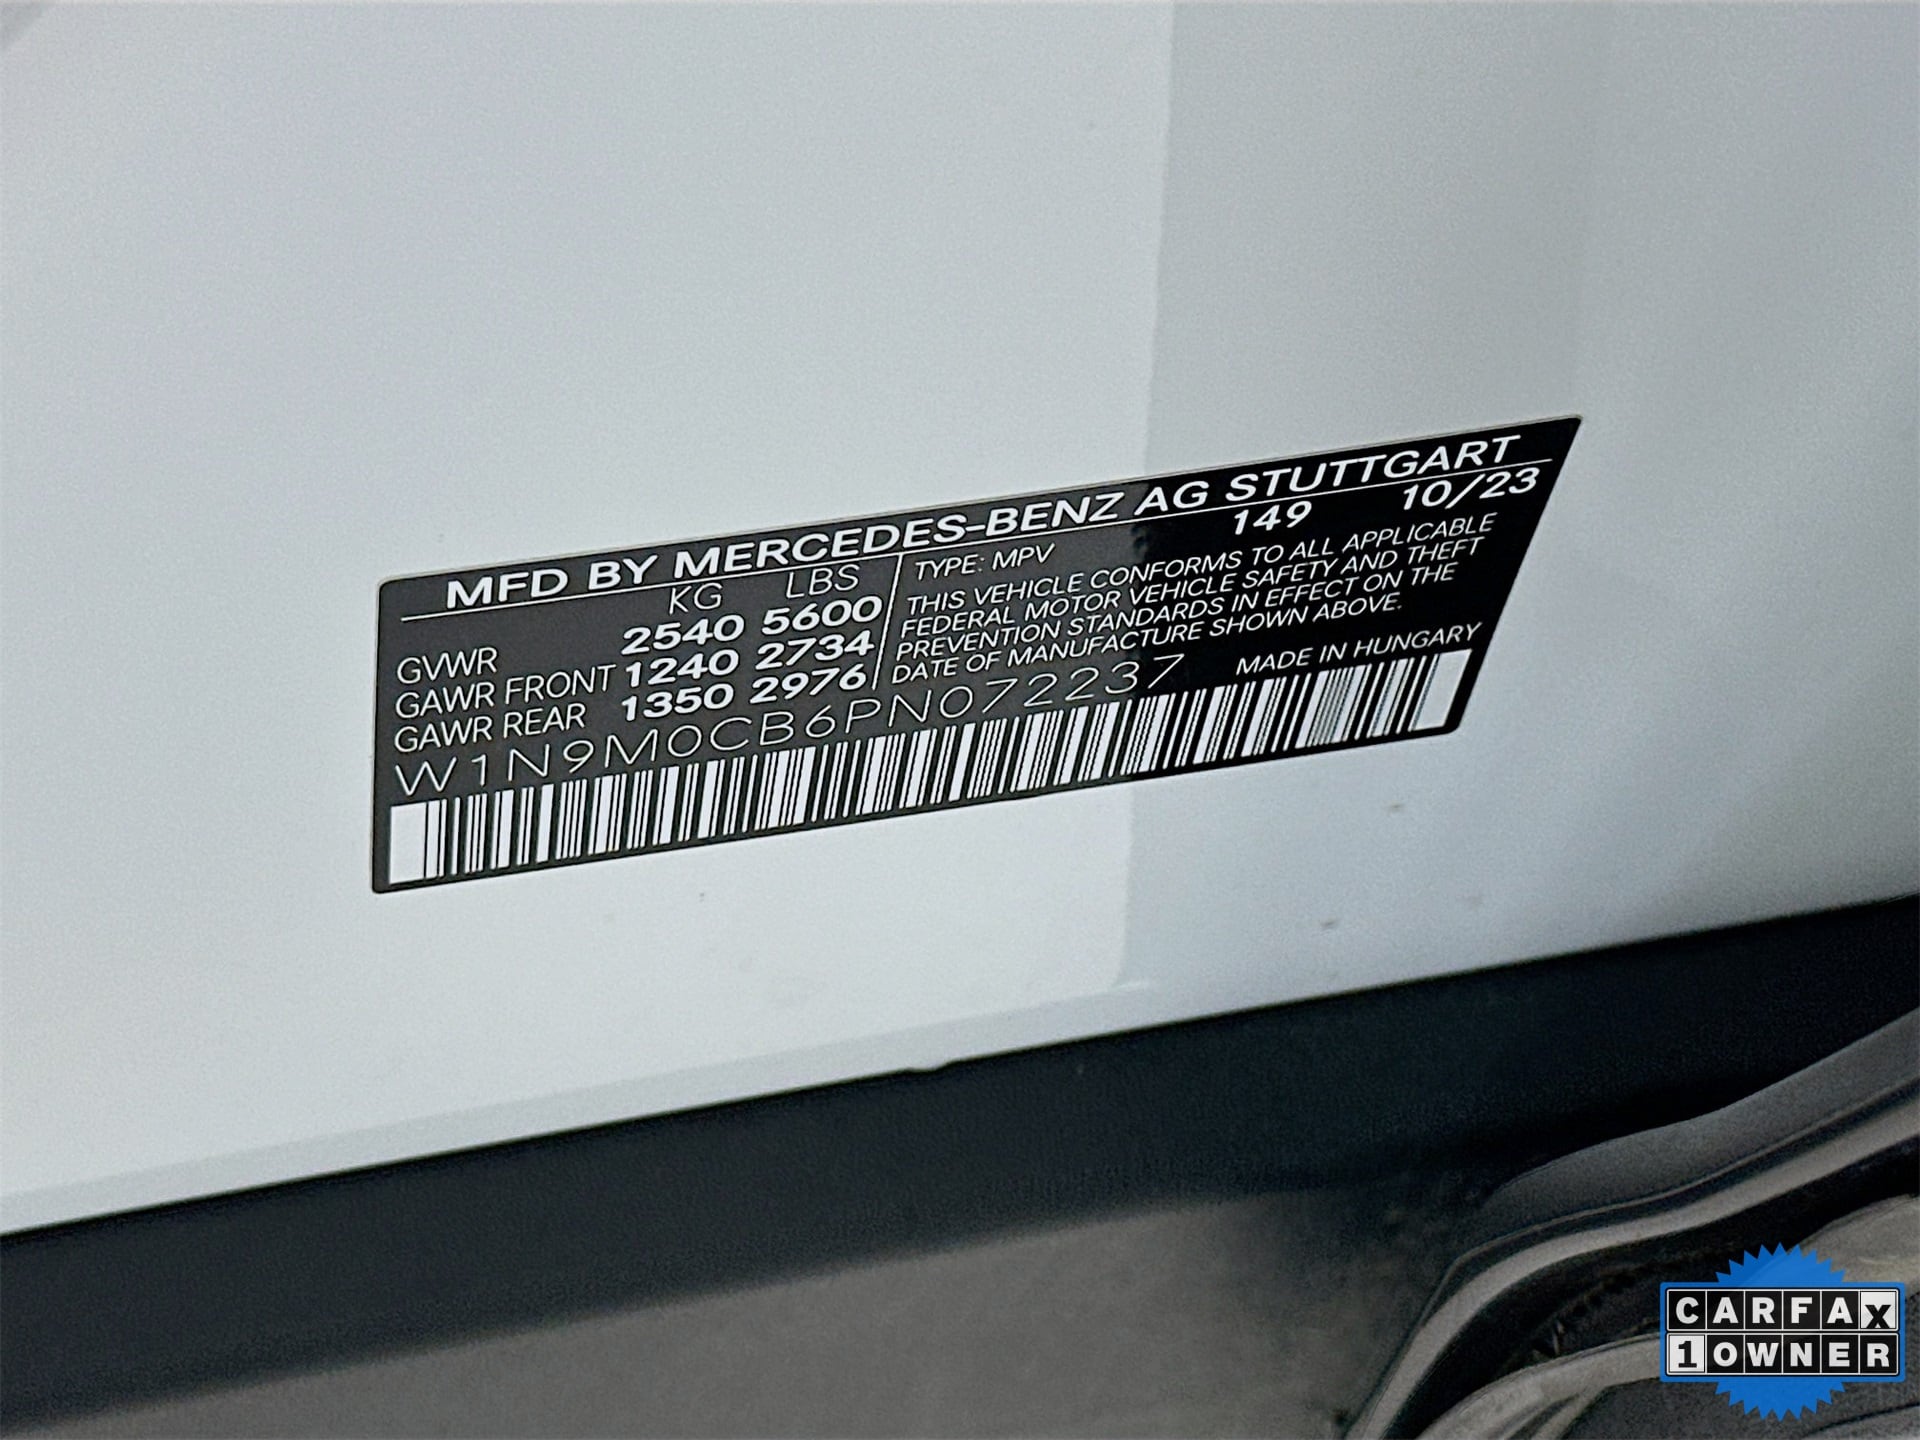 MFD BY MERCEDES-BENZ AG STUTTGART
KG LBS
GVWR 2540 5600
GAWR FRONT 1240 2734
GAWR REAR 1350 2976
149 10/23
TYPE: MPV
THIS VEHICLE CONFORMS TO ALL APPLICABLE
FEDERAL MOTOR VEHICLE SAFETY AND THEFT
PREVENTION STANDARDS IN EFFECT ON THE
DATE OF MANUFACTURE SHOWN ABOVE.
MADE IN HUNGARY
W1N9M0CB6PN072237
CARFAX
1 OWNER